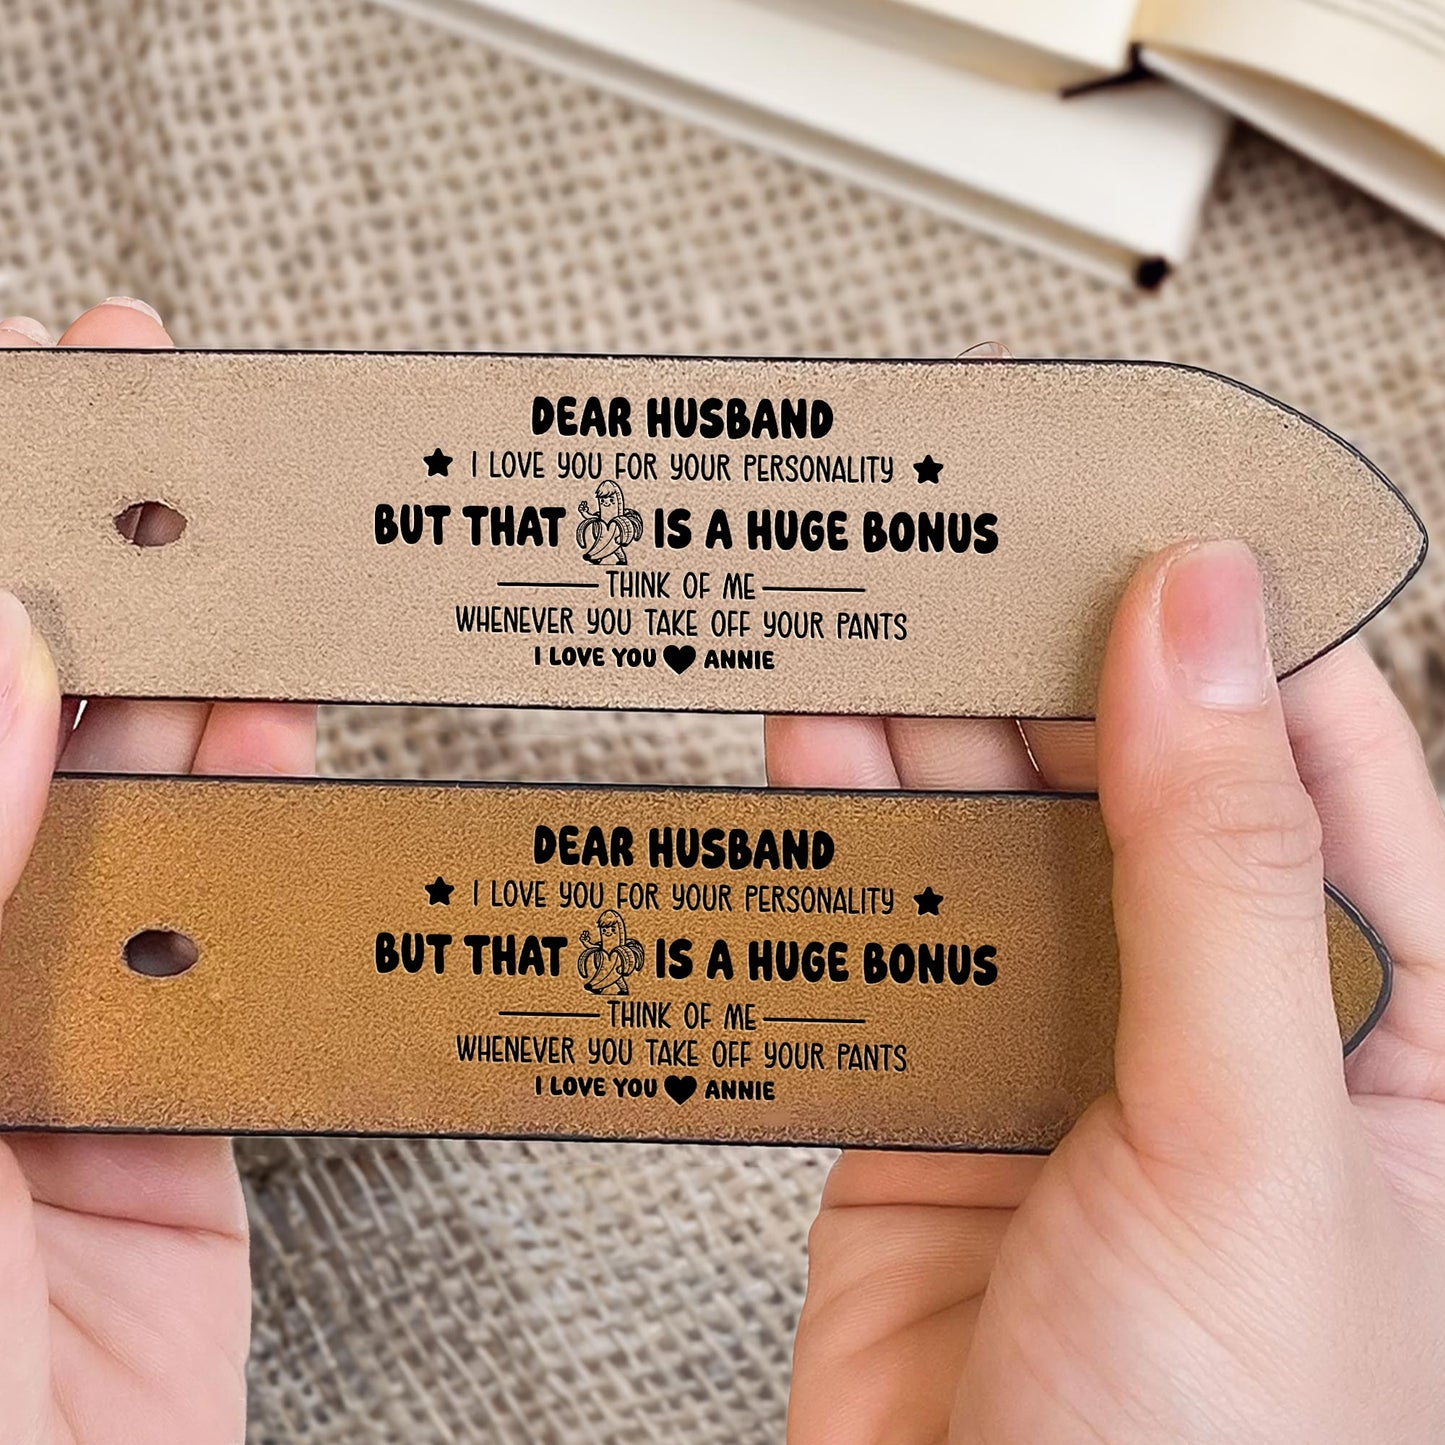 DEAR HUSBAND
I LOVE YOU FOR YOUR PERSONALITY
BUT THAT IS A HUGE BONUS
THINK OF ME
WHENEVER YOU TAKE OFF YOUR PANTS
I LOVE YOU ANNIE
DEAR HUSBAND
I LOVE YOU FOR YOUR PERSONALITY
BUT THAT IS A HUGE BONUS
THINK OF ME
WHENEVER YOU TAKE OFF YOUR PANTS
I LOVE YOU ANNIE